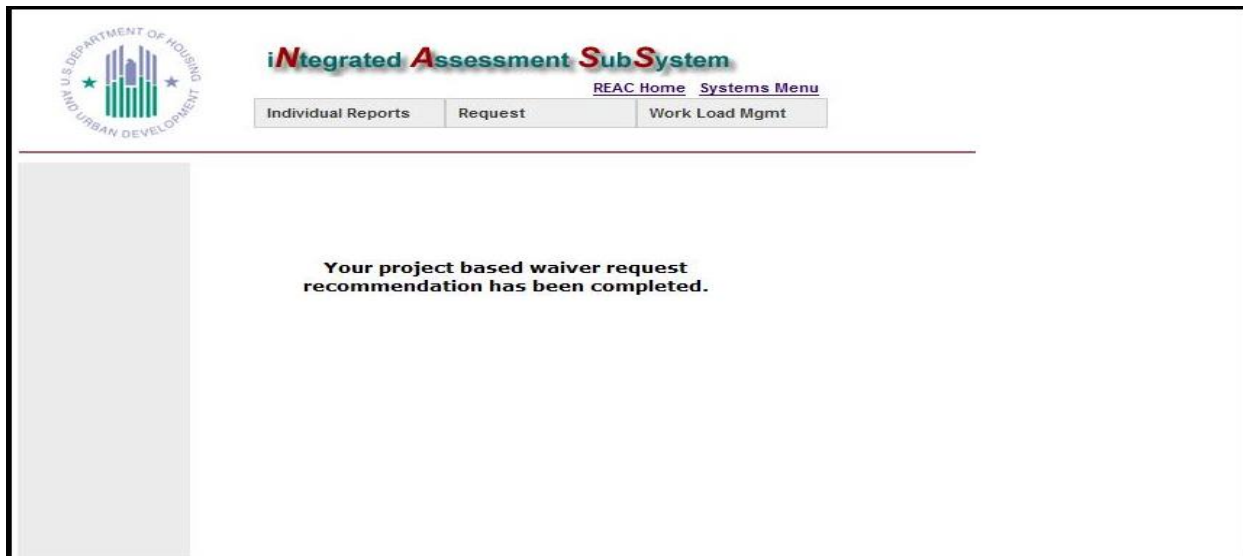 U.S DEPARTMENT OF HOUSING
AND URBAN DEVELOPMENT
iNtegrated Assessment SubSystem
REAC Home Systems Menu
Individual Reports Request Work Load Mgmt
Your project based waiver request
recommendation has been completed.